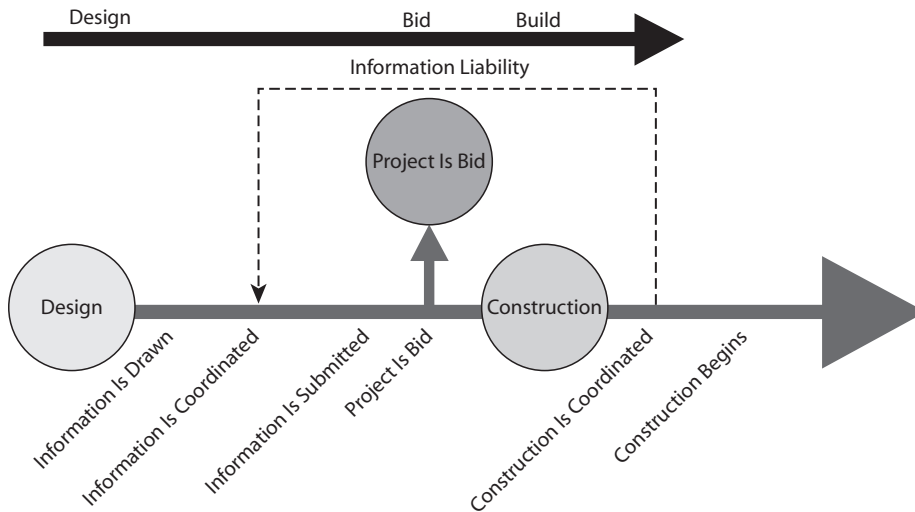 Design
Bid
Build
Information Liability
Project Is Bid
Design
Construction
Information Is Drawn
Information Is Coordinated
Information Is Submitted
Project Is Bid
Construction Is Coordinated
Construction Begins